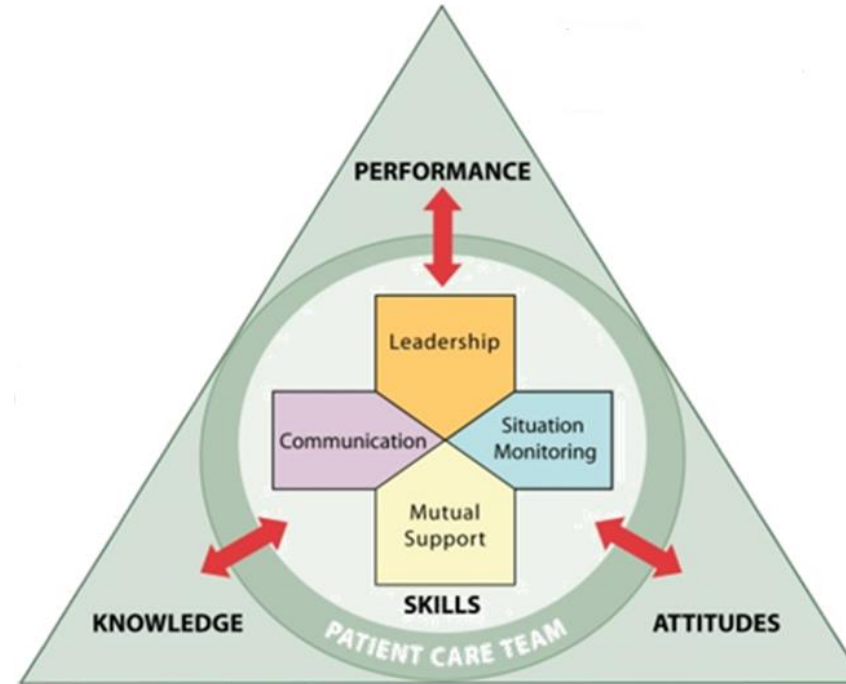 PERFORMANCE
Leadership
Communication
Situation
Monitoring
Mutual
Support
SKILLS
KNOWLEDGE
ATTITUDES
PATIENT CARE TEAM